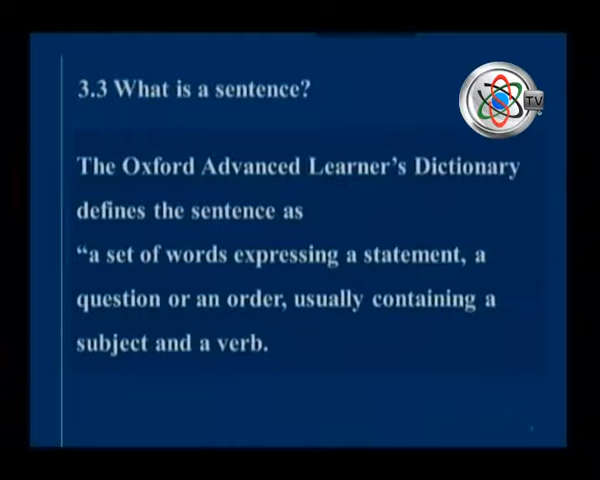 3.3 What is a sentence?
TV
The Oxford Advanced Learner's Dictionary
defines the sentence as
“a set of words expressing a statement, a
question or an order, usually containing a
subject and a verb.